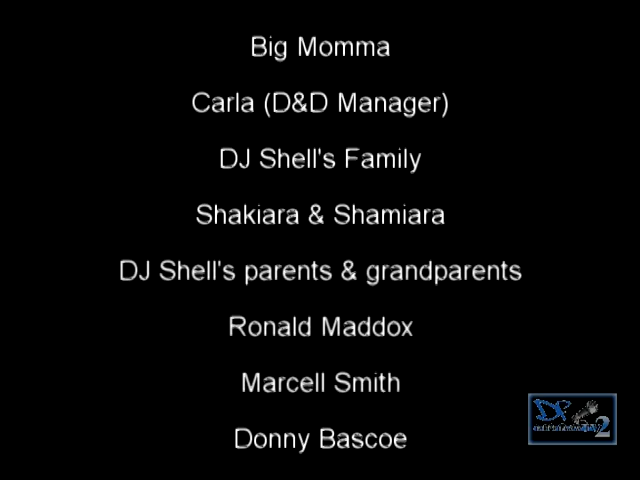 Big Momma
Carla (D&D Manager)
DJ Shell's Family
Shakiara & Shamiara
DJ Shell's parents & grandparents
Ronald Maddox
Marcell Smith
Donny Bascoe
2